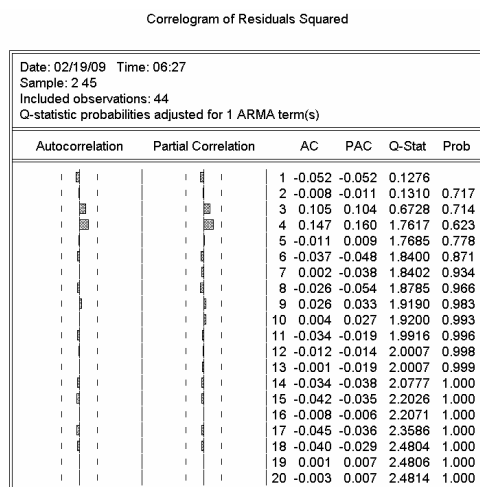 Correlogram of Residuals Squared
Date: 02/19/09 Time: 06:27
Sample: 2 45
Included observations: 44
Q-statistic probabilities adjusted for 1 ARMA term(s)
Autocorrelation Partial Correlation AC PAC Q-Stat Prob
1 -0.052 -0.052 0.1276
2 -0.008 -0.011 0.1310 0.717
3 0.105 0.104 0.6728 0.714
4 0.147 0.160 1.7617 0.623
5 -0.011 0.009 1.7685 0.778
6 -0.037 -0.048 1.8400 0.871
7 0.002 -0.038 1.8402 0.934
8 -0.026 -0.054 1.8785 0.966
9 0.026 0.033 1.9190 0.983
10 0.004 0.027 1.9200 0.993
11 -0.034 -0.019 1.9916 0.996
12 -0.012 -0.014 2.0007 0.998
13 -0.001 -0.019 2.0007 0.999
14 -0.034 -0.038 2.0777 1.000
15 -0.042 -0.035 2.2026 1.000
16 -0.008 -0.006 2.2071 1.000
17 -0.045 -0.036 2.3586 1.000
18 -0.040 -0.029 2.4804 1.000
19 0.001 0.007 2.4806 1.000
20 -0.003 0.007 2.4814 1.000